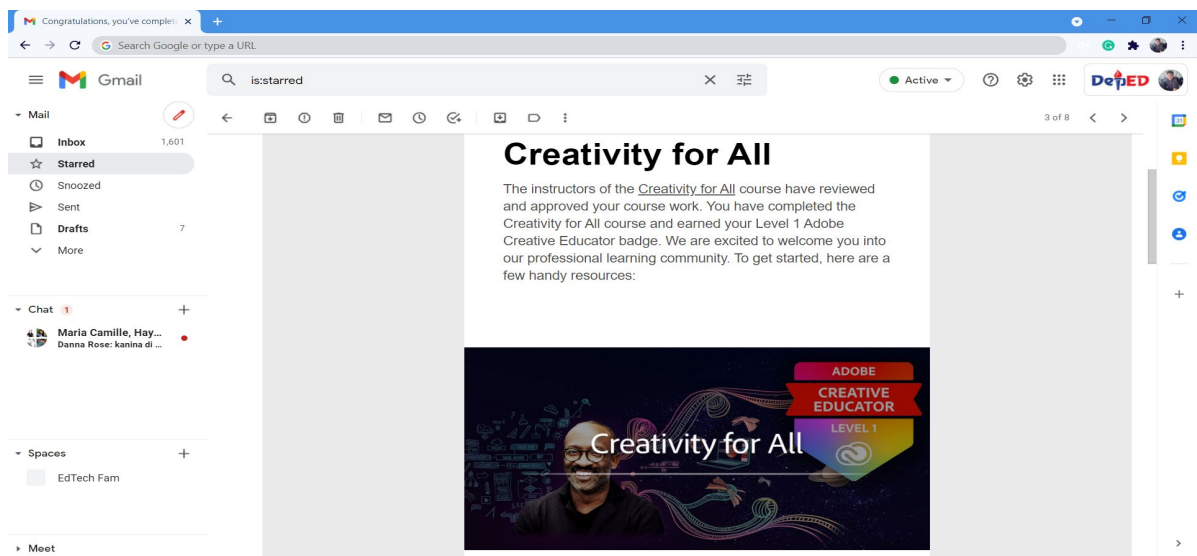 Congratulations, you've complet
Search Google or type a URL
Gmail
is:starred
Active
DepED
Mail
3 of 8
Inbox 1,601
Starred
Snoozed
Sent
Drafts 7
More
Creativity for All
The instructors of the Creativity for All course have reviewed
and approved your course work. You have completed the
Creativity for All course and earned your Level 1 Adobe
Creative Educator badge. We are excited to welcome you into
our professional learning community. To get started, here are a
few handy resources:
Chat 1
Maria Camille, Hay...
Danna Rose: kanina di ...
Spaces
EdTech Fam
Meet
ADOBE
CREATIVE
EDUCATOR
LEVEL 1
Creativity for All
31